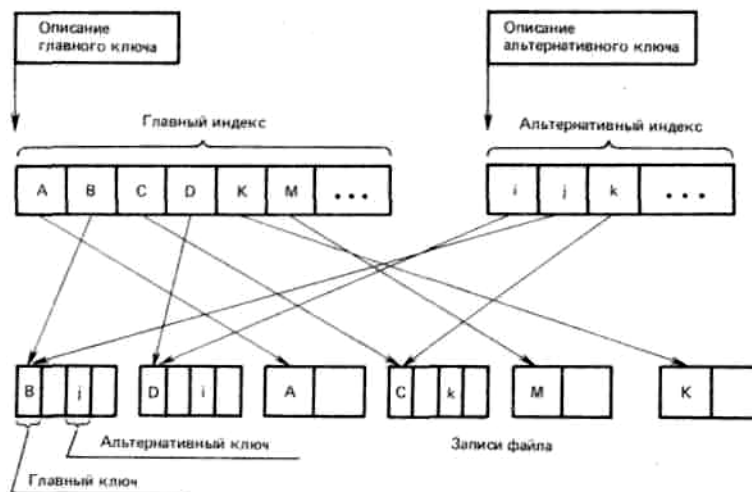 Описание
главного ключа
Описание
альтернативного ключа
Главный индекс
Альтернативный индекс
A B C D K M ...
i j k ...
B j
D i
A
C k
M
K
Альтернативный ключ
Записи файла
Главный ключ